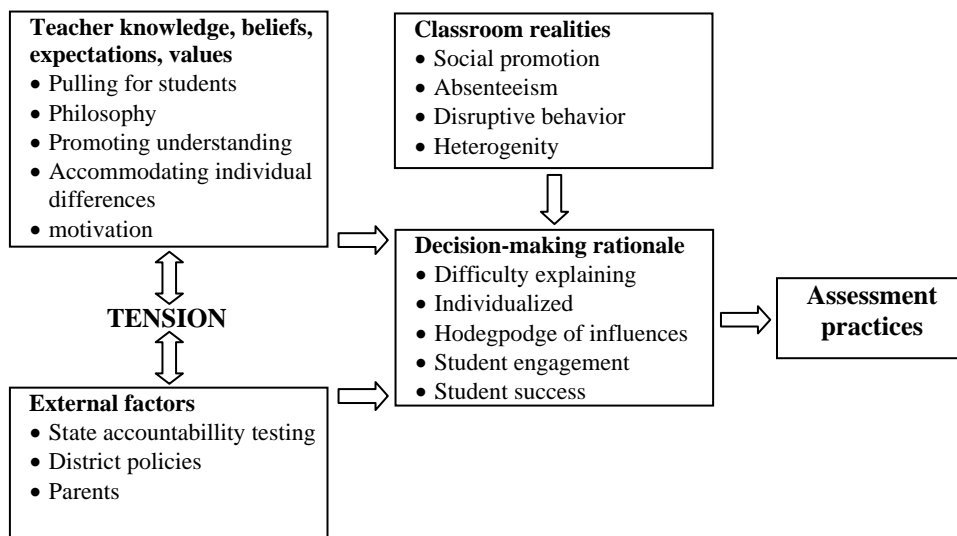 Teacher knowledge, beliefs,
expectations, values
• Pulling for students
• Philosophy
• Promoting understanding
• Accommodating individual
differences
• motivation
Classroom realities
• Social promotion
• Absenteeism
• Disruptive behavior
• Heterogenity
TENSION
Decision-making rationale
• Difficulty explaining
• Individualized
• Hodegpodge of influences
• Student engagement
• Student success
Assessment
practices
External factors
• State accountabillity testing
• District policies
• Parents